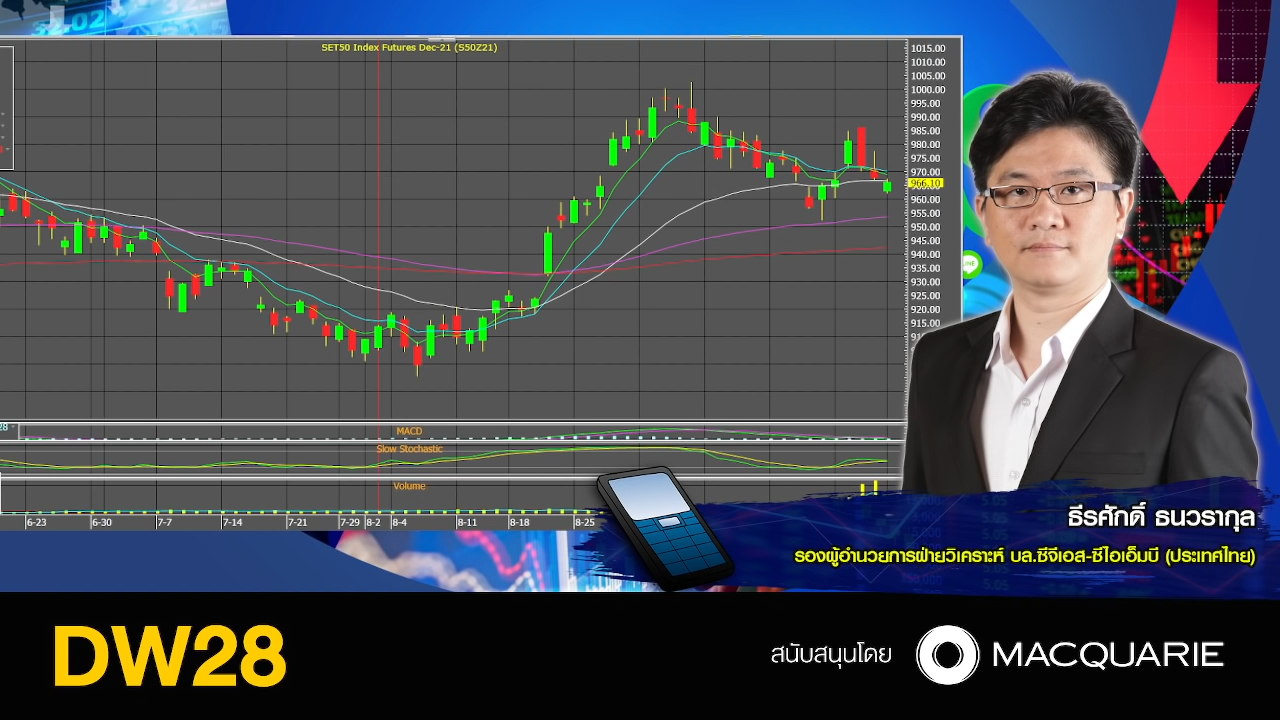 32.02
SET50 Index Futures Dec-21 (S50Z21)
1015.00
1010.00
1005.00
1000.00
995.00
990.00
985.00
980.00
975.00
970.00
966.10
960.00
955.00
950.00
945.00
940.00
935.00
930.00
925.00
920.00
915.00
MACD
Slow Stochastic
Volume
6-23 6-30 7-7 7-14 7-21 7-29 8-2 8-4 8-11 8-18 8-25
LINE
ธีรศักดิ์ ธนวรากุล
รองผู้อำนวยการฝ่ายวิเคราะห์ บล.ซีจีเอส-ซีไอเอ็มบี (ประเทศไทย)
DW28
สนับสนุนโดย
MACQUARIE